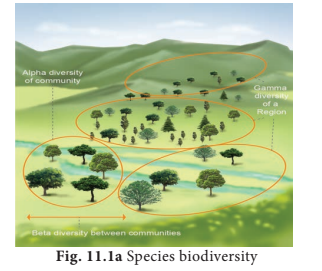 Alpha diversity
of community
Gamma
diversity
of a
Region
Beta diversity between communities
Fig. 11.1a Species biodiversity